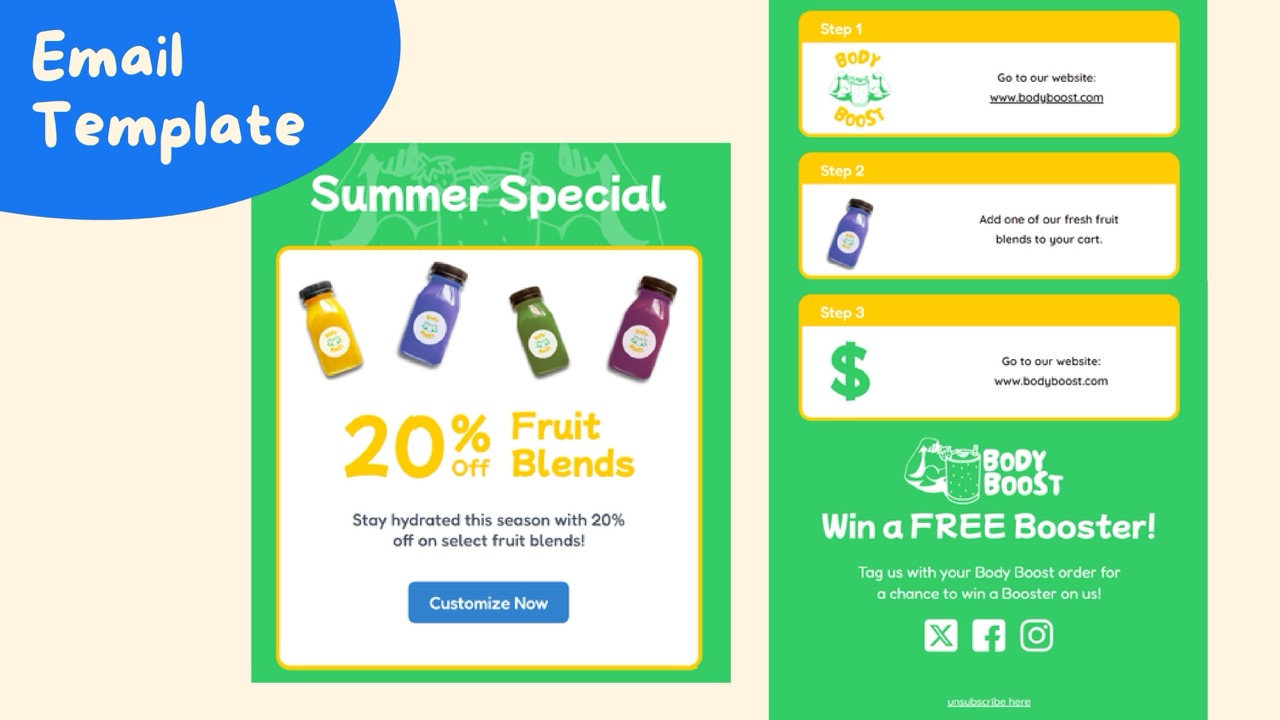 Email
Template
Summer Special
20% Off
Fruit
Blends
Stay hydrated this season with 20%
off on select fruit blends!
Customize Now
Step 1
BODY
BOOST
Go to our website:
www.bodyboost.com
Step 2
Add one of our fresh fruit
blends to your cart.
Step 3
$
Go to our website:
www.bodyboost.com
BODY
BOOST
Win a FREE Booster!
Tag us with your Body Boost order for
a chance to win a Booster on us!
unsubscribe here